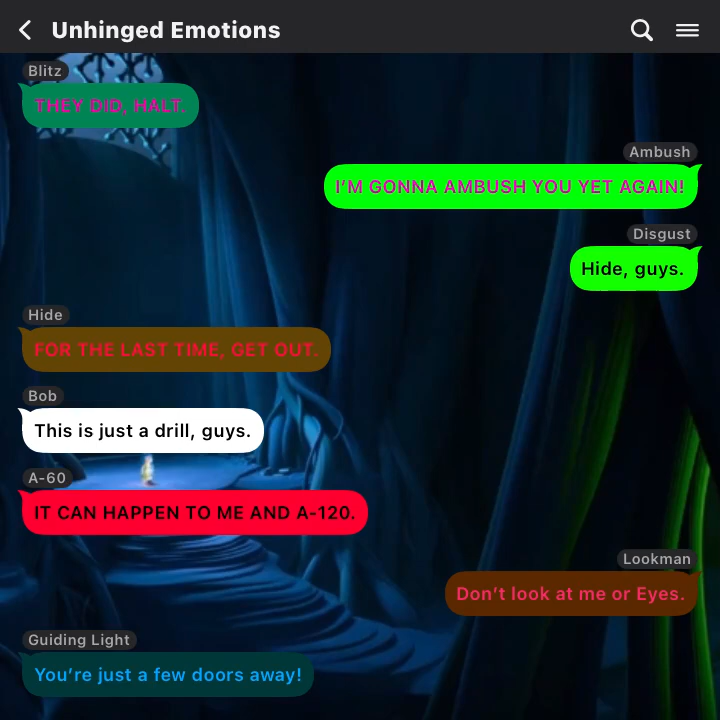 Unhinged Emotions
Blitz
THEY DID, HALT.
Ambush
I’M GONNA AMBUSH YOU YET AGAIN!
Disgust
Hide, guys.
Hide
FOR THE LAST TIME, GET OUT.
Bob
This is just a drill, guys.
A-60
IT CAN HAPPEN TO ME AND A-120.
Lookman
Don’t look at me or Eyes.
Guiding Light
You’re just a few doors away!